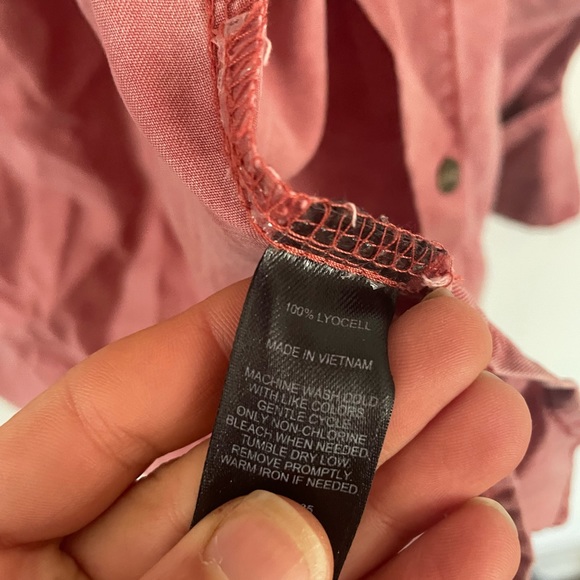 100% LYOCELL
MADE IN VIETNAM
MACHINE WASH COLD
WITH LIKE COLORS
GENTLE CYCLE
ONLY NON-CHLORINE
BLEACH WHEN NEEDED
TUMBLE DRY LOW
REMOVE PROMPTLY
WARM IRON IF NEEDED